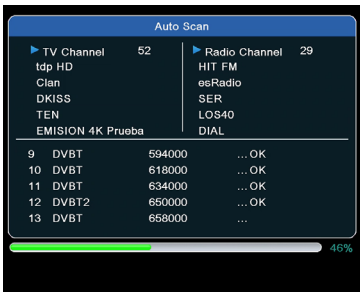 Auto Scan
TV Channel 52 Radio Channel 29
tdp HD HIT FM
Clan esRadio
DKISS SER
TEN LOS40
EMISION 4K Prueba DIAL
9 DVBT 594000 ...OK
10 DVBT 618000 ...OK
11 DVBT 634000 ...OK
12 DVBT2 650000 ...OK
13 DVBT 658000 ...
46%